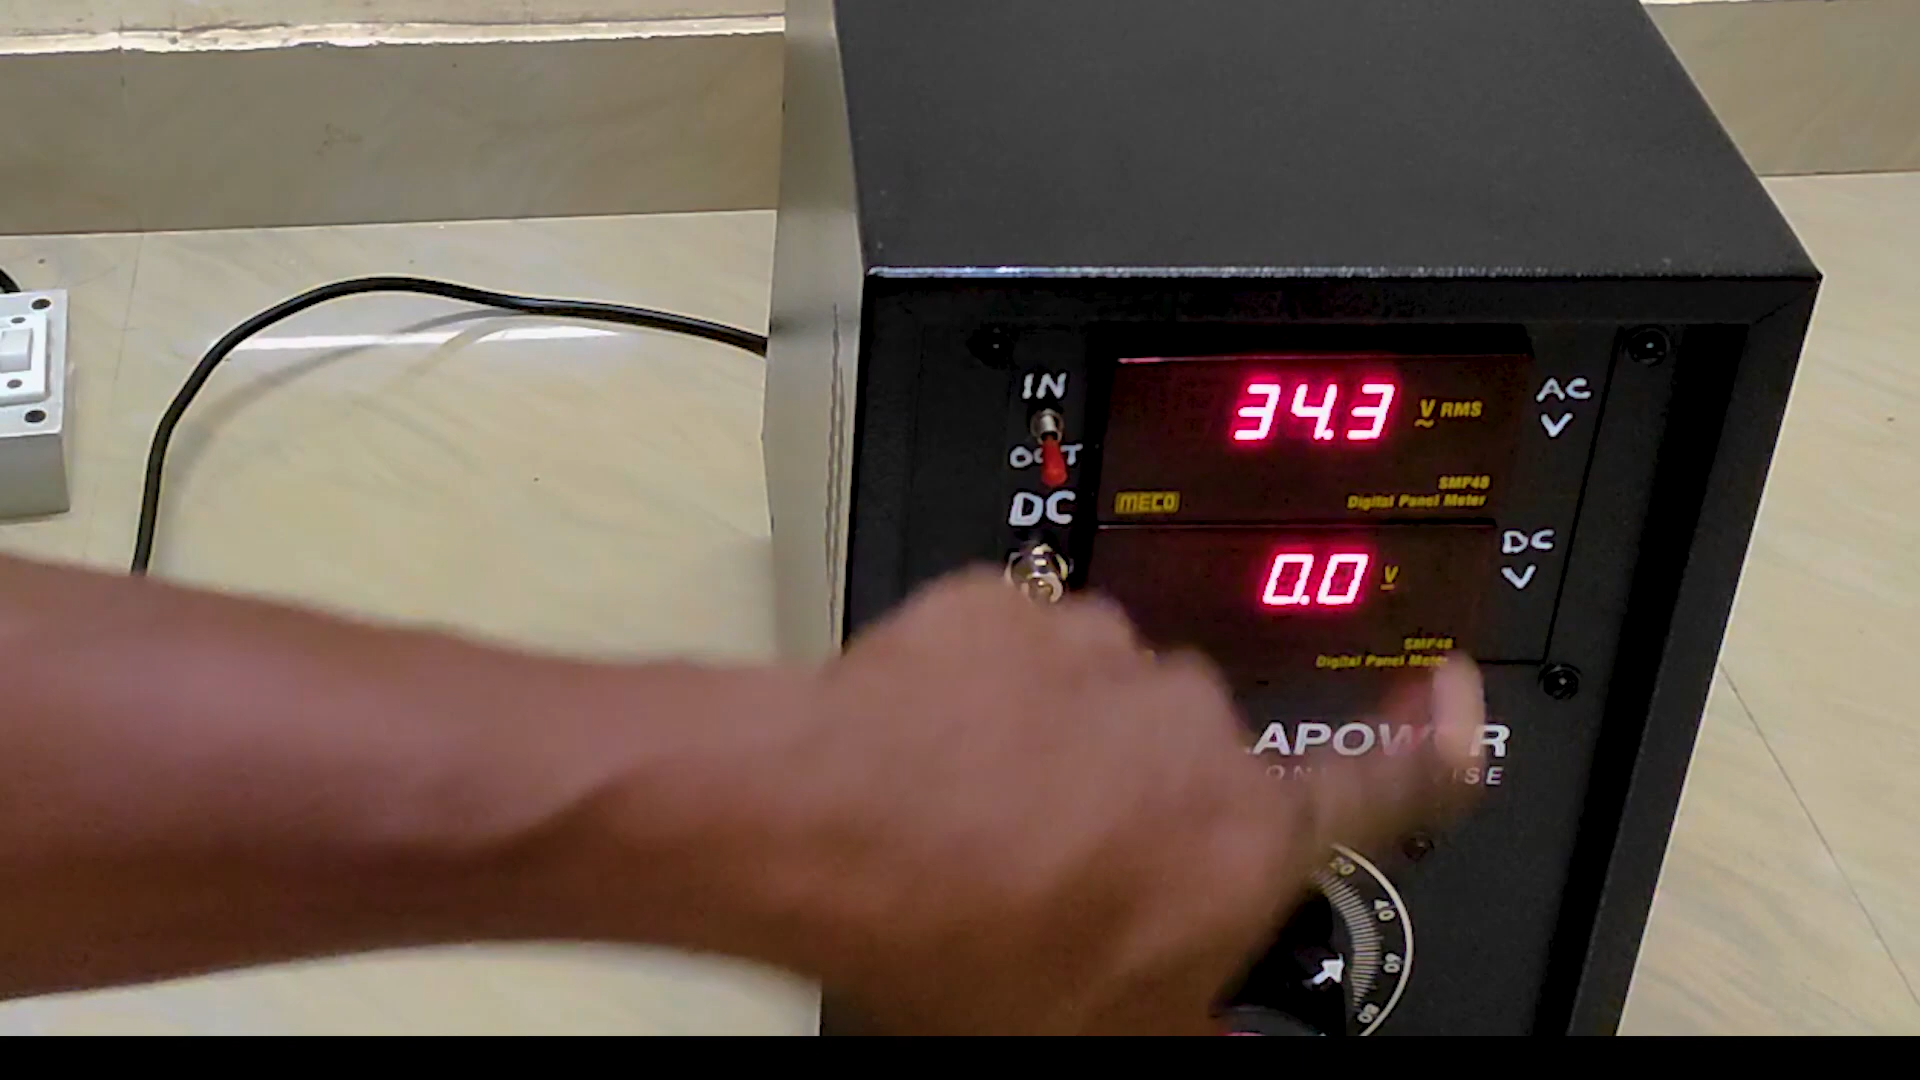 IN
OUT
DC
34.3 V RMS
AC
V
SMP48
MECO
Digital Panel Meter
0.0 V
DC
V
SMP48
Digital Panel Meter
20
40
60
80